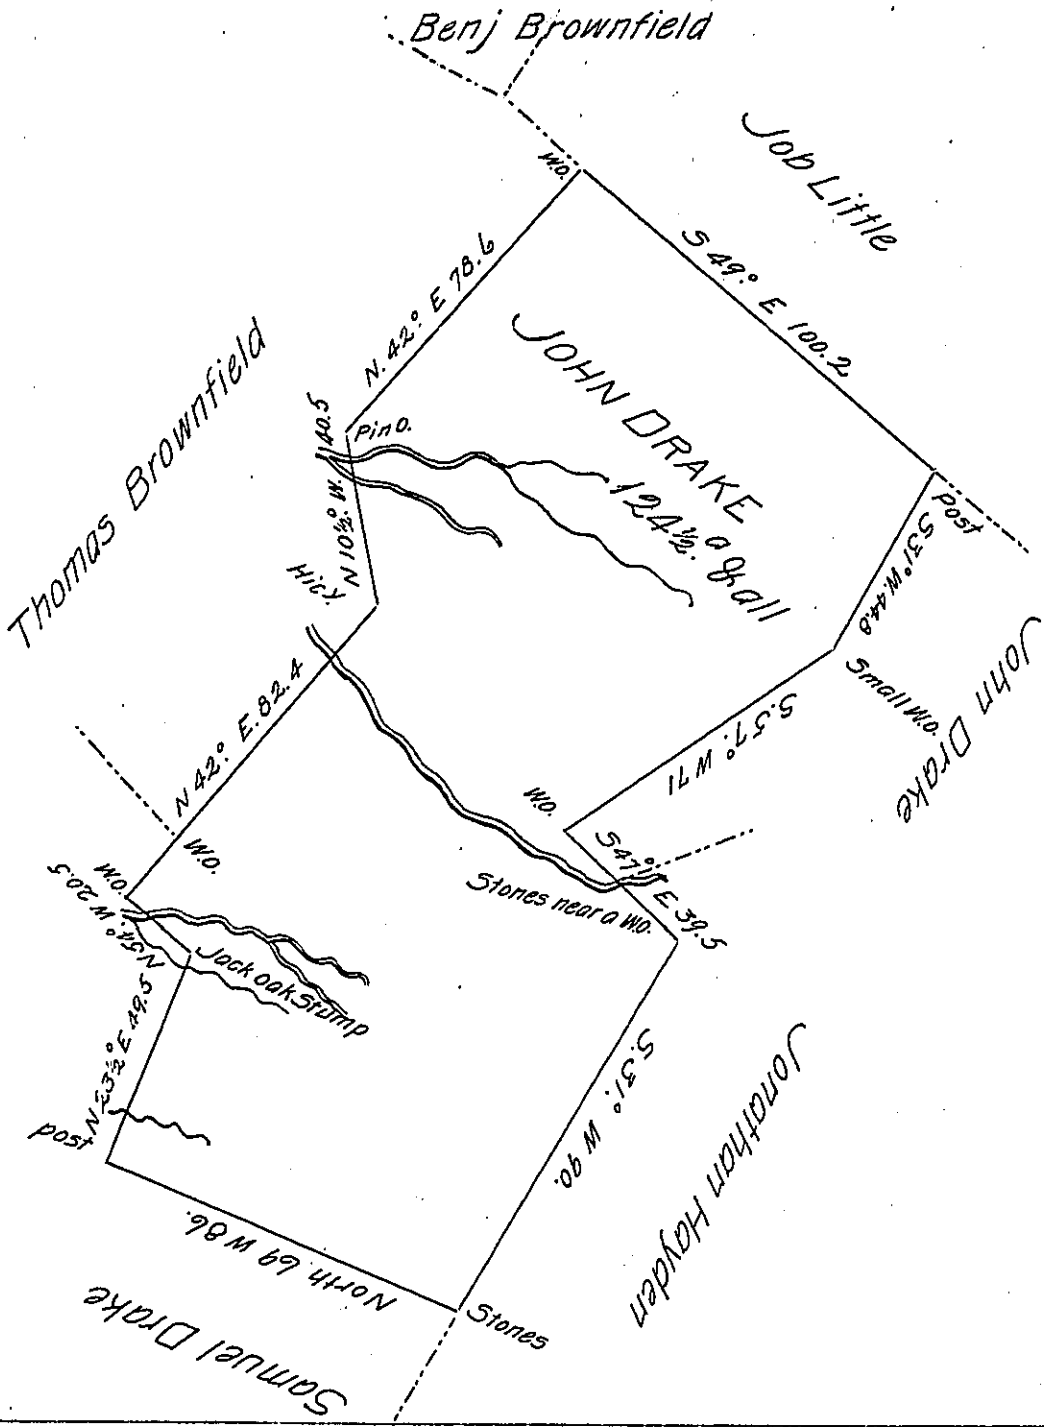 Benj Brownfield
Job Little
W.O.
S 49.° E 100.2
N. 42.° E 78.6
JOHN DRAKE
124½.a & all
Thomas Brownfield
40.5
Pin O.
N 10½.° W.
Hicy.
post
S 31° W. 44.8
Small W.O.
John Drake
S. 57.° W 71
W.O.
S 47° E 39.5
Stones near a W.O.
N 42.° E. 82.4
W.O.
W.O.M
N 54°. W 20.5
Jack oak Stump
N 23½° E 49.5
post
S. 31.° W 90.
Jonathan Hayden
North. 69 W 86.
Stones
Samuel Drake